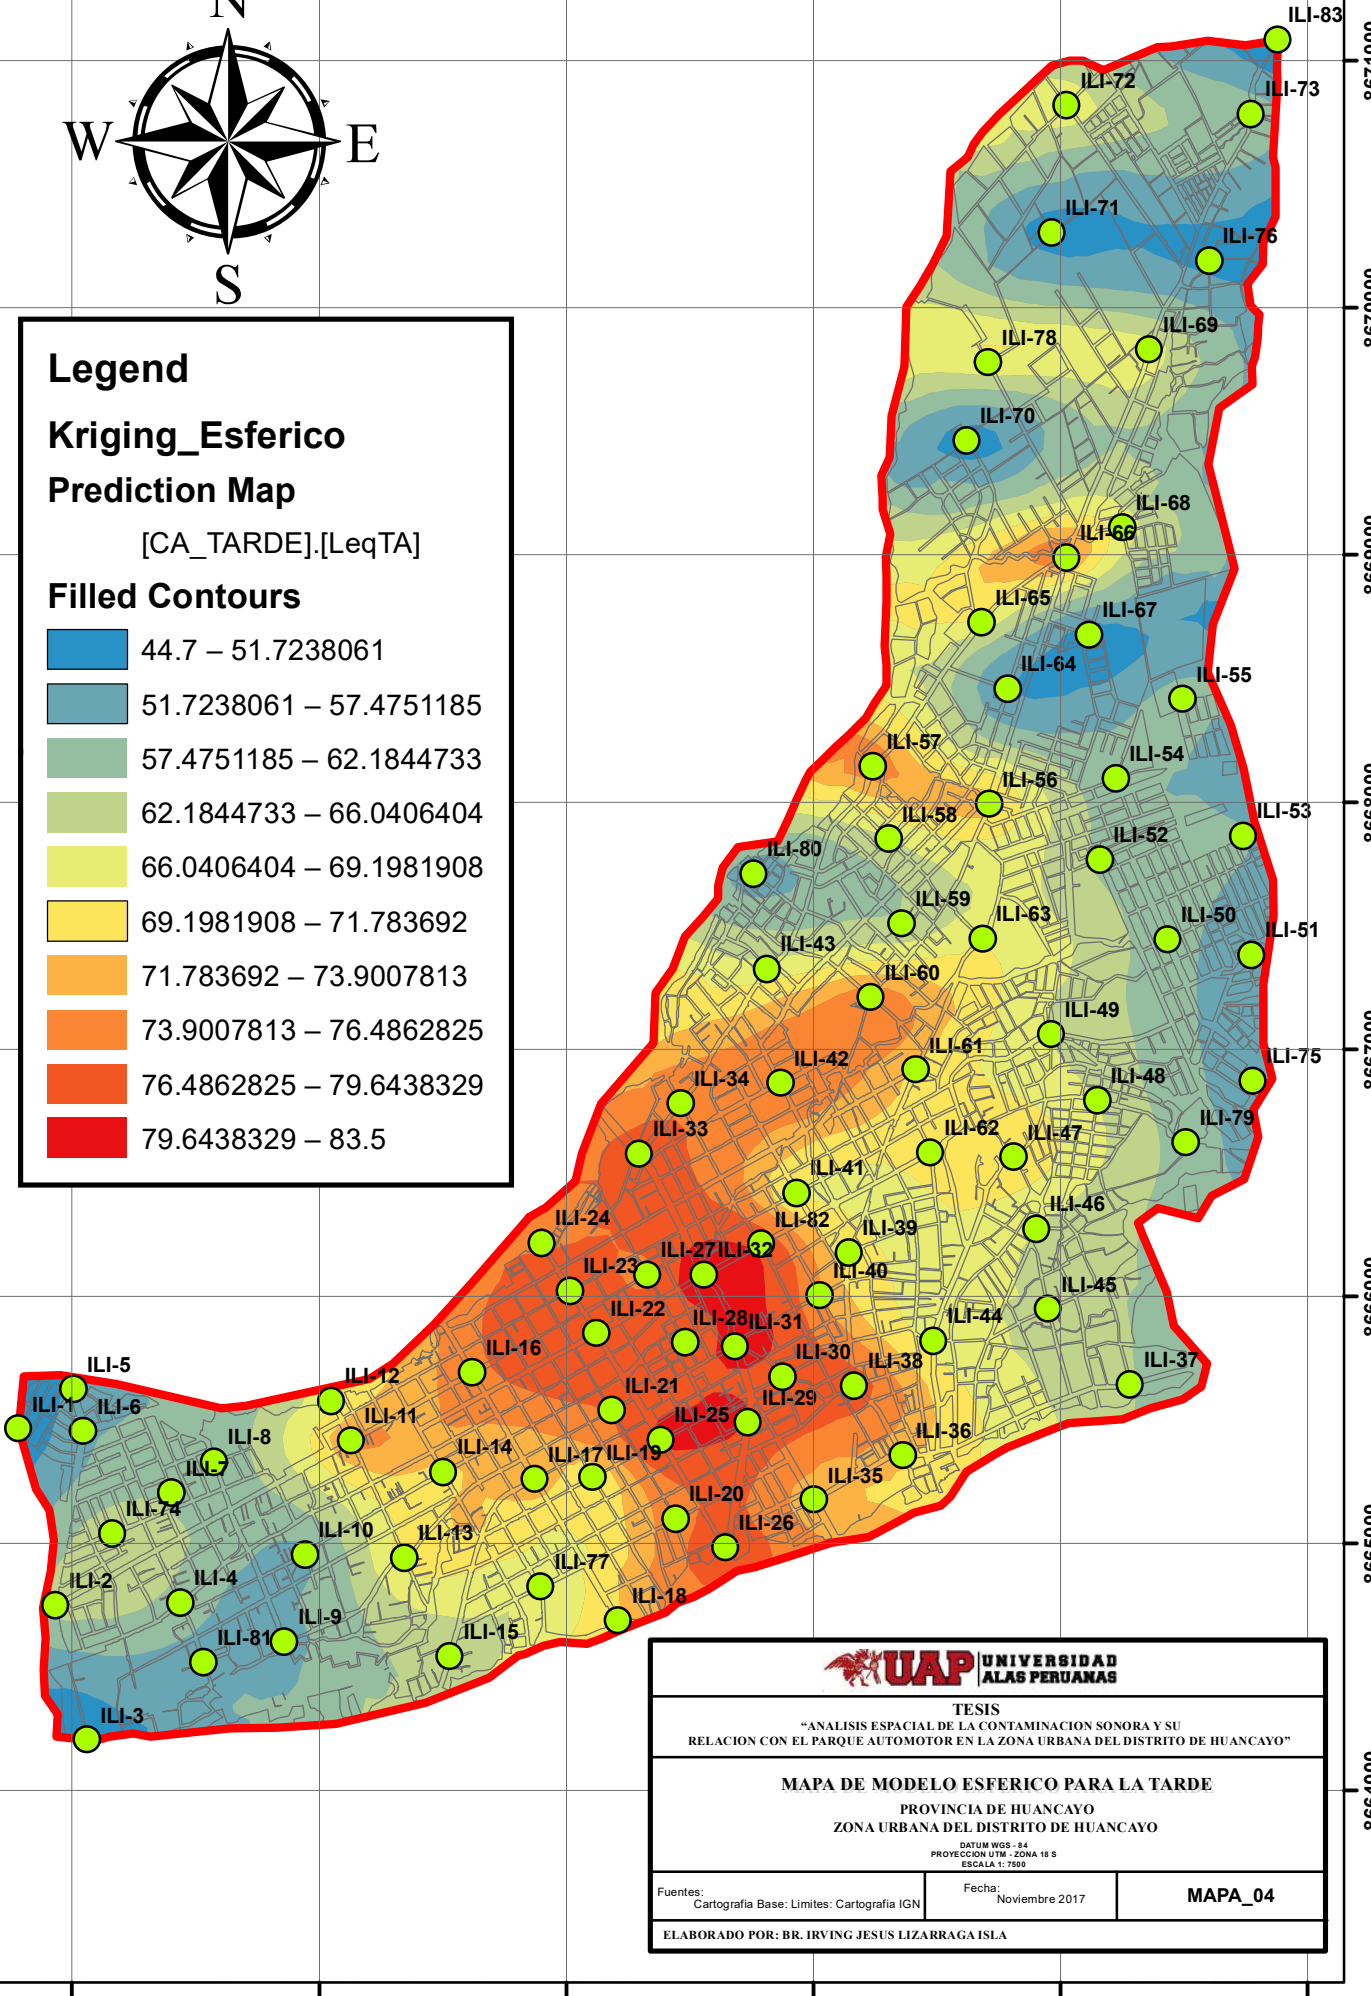 N
W
E
S
Legend
Kriging_Esferico
Prediction Map
[CA_TARDE].[LeqTA]
Filled Contours
44.7 – 51.7238061
51.7238061 – 57.4751185
57.4751185 – 62.1844733
62.1844733 – 66.0406404
66.0406404 – 69.1981908
69.1981908 – 71.783692
71.783692 – 73.9007813
73.9007813 – 76.4862825
76.4862825 – 79.6438329
79.6438329 – 83.5
ILI-83
ILI-72
ILI-73
ILI-71
ILI-76
ILI-69
ILI-78
ILI-70
ILI-68
ILI-66
ILI-65
ILI-67
ILI-64
ILI-55
ILI-57
ILI-54
ILI-56
ILI-58
ILI-53
ILI-52
ILI-80
ILI-59
ILI-63
ILI-50
ILI-51
ILI-43
ILI-60
ILI-49
ILI-61
ILI-42
ILI-75
ILI-34
ILI-48
ILI-79
ILI-33
ILI-62
ILI-47
ILI-41
ILI-46
ILI-24
ILI-82
ILI-39
ILI-27
ILI-32
ILI-23
ILI-40
ILI-45
ILI-22
ILI-28
ILI-31
ILI-44
ILI-16
ILI-30
ILI-38
ILI-37
ILI-5
ILI-12
ILI-21
ILI-29
ILI-1
ILI-6
ILI-11
ILI-25
ILI-8
ILI-14
ILI-17
ILI-19
ILI-36
ILI-7
ILI-35
ILI-74
ILI-20
ILI-10
ILI-13
ILI-26
ILI-77
ILI-2
ILI-4
ILI-18
ILI-9
ILI-81
ILI-15
ILI-3
8671000
8670000
8669000
8668000
8667000
8666000
8665000
8664000
UAP UNIVERSIDAD
ALAS PERUANAS
TESIS
“ANALISIS ESPACIAL DE LA CONTAMINACION SONORA Y SU
RELACION CON EL PARQUE AUTOMOTOR EN LA ZONA URBANA DEL DISTRITO DE HUANCAYO”
MAPA DE MODELO ESFERICO PARA LA TARDE
PROVINCIA DE HUANCAYO
ZONA URBANA DEL DISTRITO DE HUANCAYO
DATUM WGS - 84
PROYECCION UTM - ZONA 18 S
ESCALA 1: 7500
Fuentes:
Cartografia Base: Limites: Cartografia IGN
Fecha:
Noviembre 2017
MAPA_04
ELABORADO POR: BR. IRVING JESUS LIZARRAGA ISLA